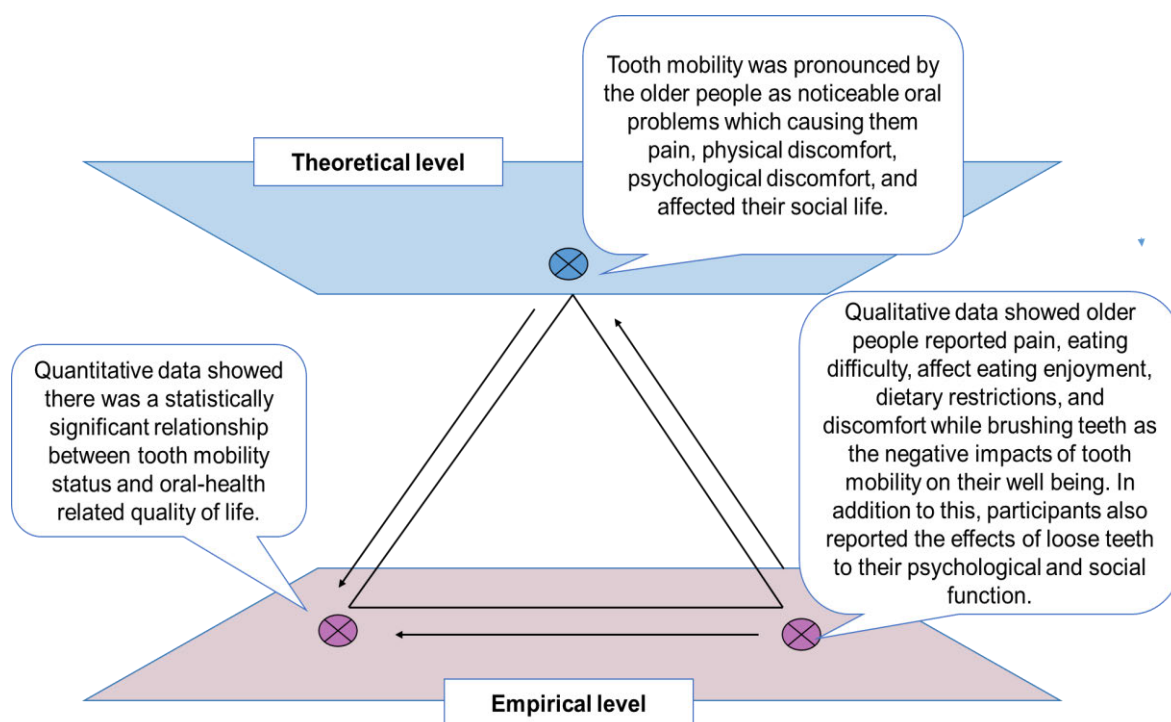 Tooth mobility was pronounced by
the older people as noticeable oral
problems which causing them
pain, physical discomfort,
psychological discomfort, and
affected their social life.
Theoretical level
Quantitative data showed
there was a statistically
significant relationship
between tooth mobility
status and oral-health
related quality of life.
Qualitative data showed older
people reported pain, eating
difficulty, affect eating enjoyment,
dietary restrictions, and
discomfort while brushing teeth as
the negative impacts of tooth
mobility on their well being. In
addition to this, participants also
reported the effects of loose teeth
to their psychological and social
function.
Empirical level